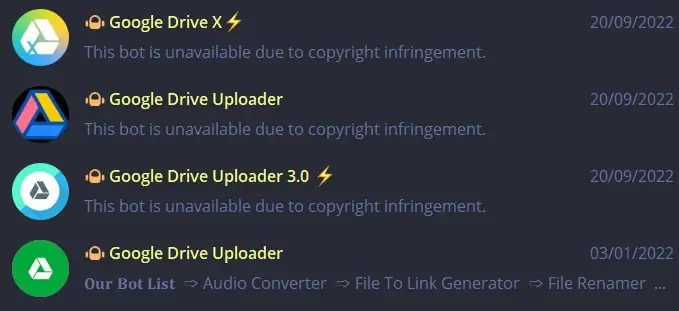 Google Drive X⚡ 20/09/2022
This bot is unavailable due to copyright infringement.
Google Drive Uploader 20/09/2022
This bot is unavailable due to copyright infringement.
Google Drive Uploader 3.0 ⚡ 20/09/2022
This bot is unavailable due to copyright infringement.
Google Drive Uploader 03/01/2022
𝐎𝐮𝐫 𝐁𝐨𝐭 𝐋𝐢𝐬𝐭 ⇨ Audio Converter ⇨ File To Link Generator ⇨ File Renamer ...